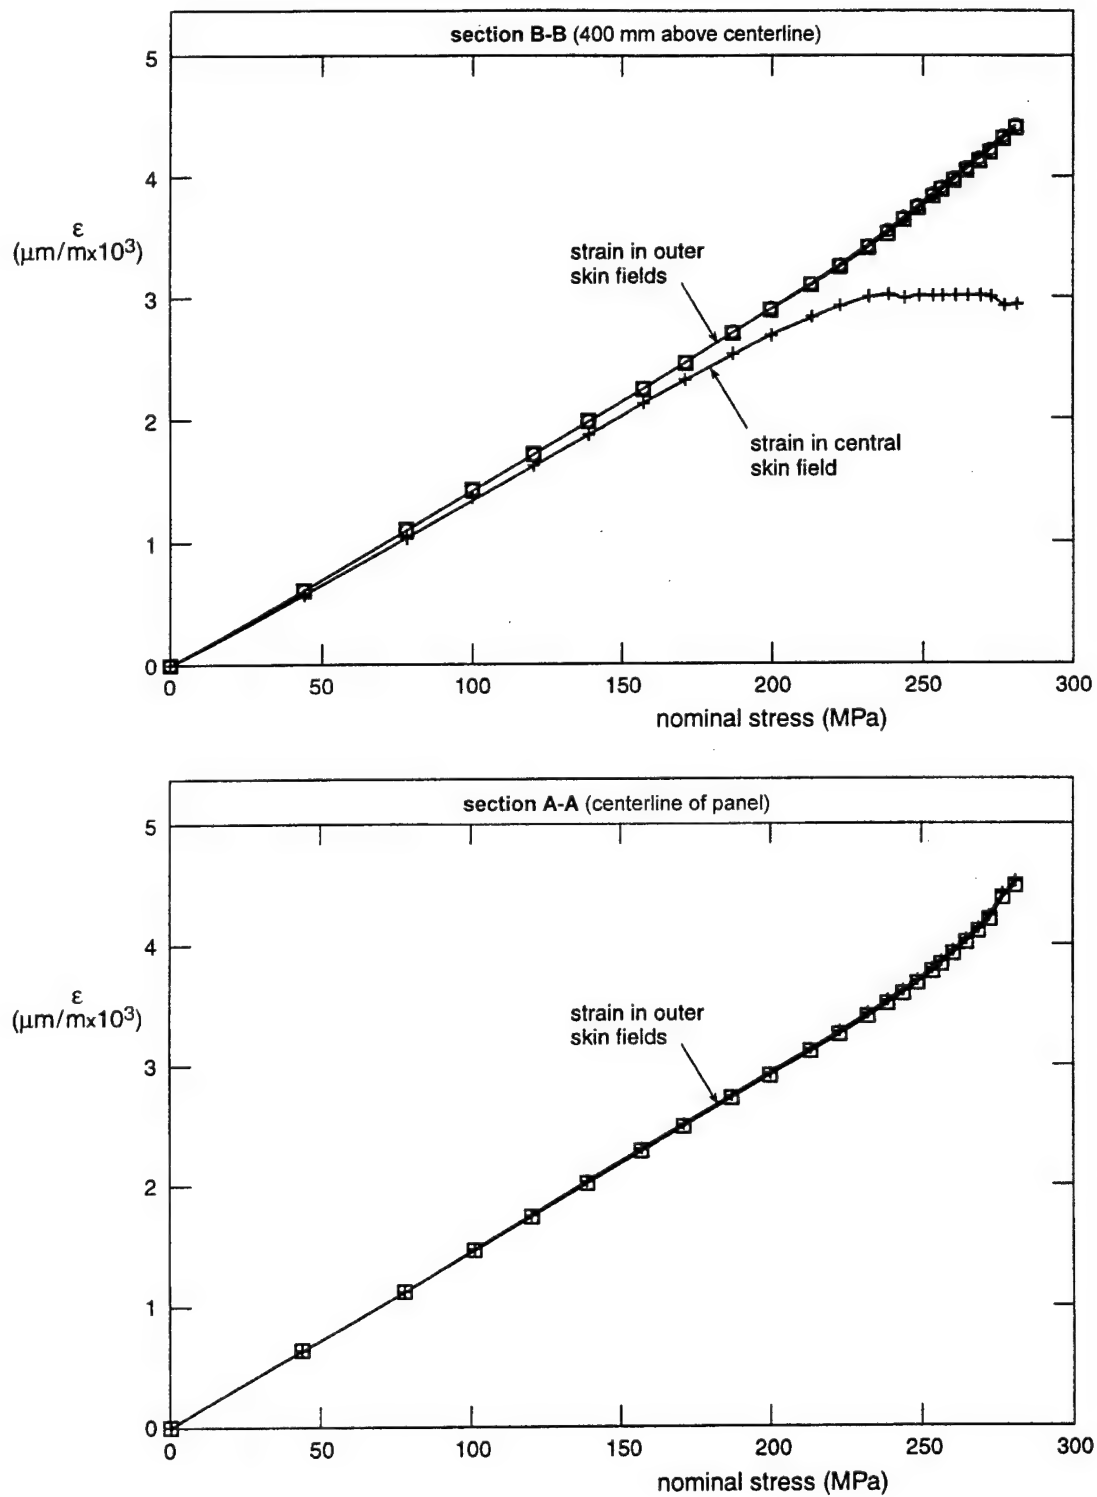 section B-B (400 mm above centerline)
5
4
ε
(μm/mx10³)
strain in outer
skin fields
3
2
strain in central
skin field
1
0
0 50 100 150 200 250 300
nominal stress (MPa)
section A-A (centerline of panel)
5
4
ε
(μm/mx10³)
strain in outer
skin fields
3
2
1
0
0 50 100 150 200 250 300
nominal stress (MPa)